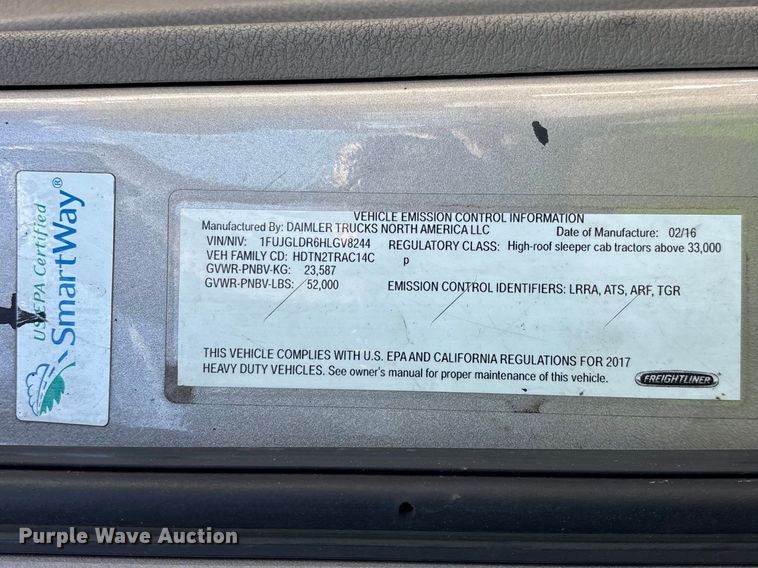 US EPA Certified
SmartWay®
VEHICLE EMISSION CONTROL INFORMATION
Manufactured By: DAIMLER TRUCKS NORTH AMERICA LLC Date of Manufacture: 02/16
VIN/NIV: 1FUJGLDR6HLGV8244 REGULATORY CLASS: High-roof sleeper cab tractors above 33,000
VEH FAMILY CD: HDTN2TRAC14C p
GVWR-PNBV-KG: 23,587
GVWR-PNBV-LBS: 52,000 EMISSION CONTROL IDENTIFIERS: LRRA, ATS, ARF, TGR
THIS VEHICLE COMPLIES WITH U.S. EPA AND CALIFORNIA REGULATIONS FOR 2017
HEAVY DUTY VEHICLES. See owner's manual for proper maintenance of this vehicle.
FREIGHTLINER
Purple Wave Auction